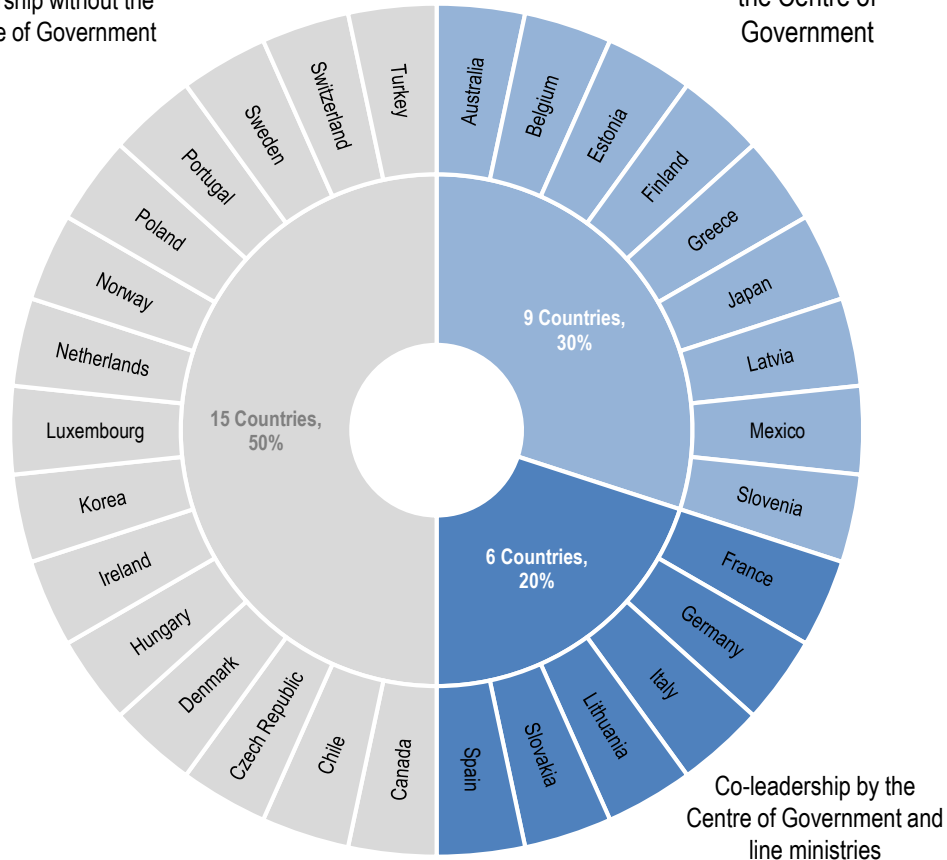 ship without the
e of Government
the Centre of
Government
Turkey
Switzerland
Sweden
Portugal
Poland
Norway
Netherlands
Luxembourg
Korea
Ireland
Hungary
Denmark
Czech Republic
Chile
Canada
Australia
Belgium
Estonia
Finland
Greece
Japan
Latvia
Mexico
Slovenia
France
Germany
Italy
Lithuania
Slovakia
Spain
9 Countries,
30%
15 Countries,
50%
6 Countries,
20%
Co-leadership by the
Centre of Government and
line ministries